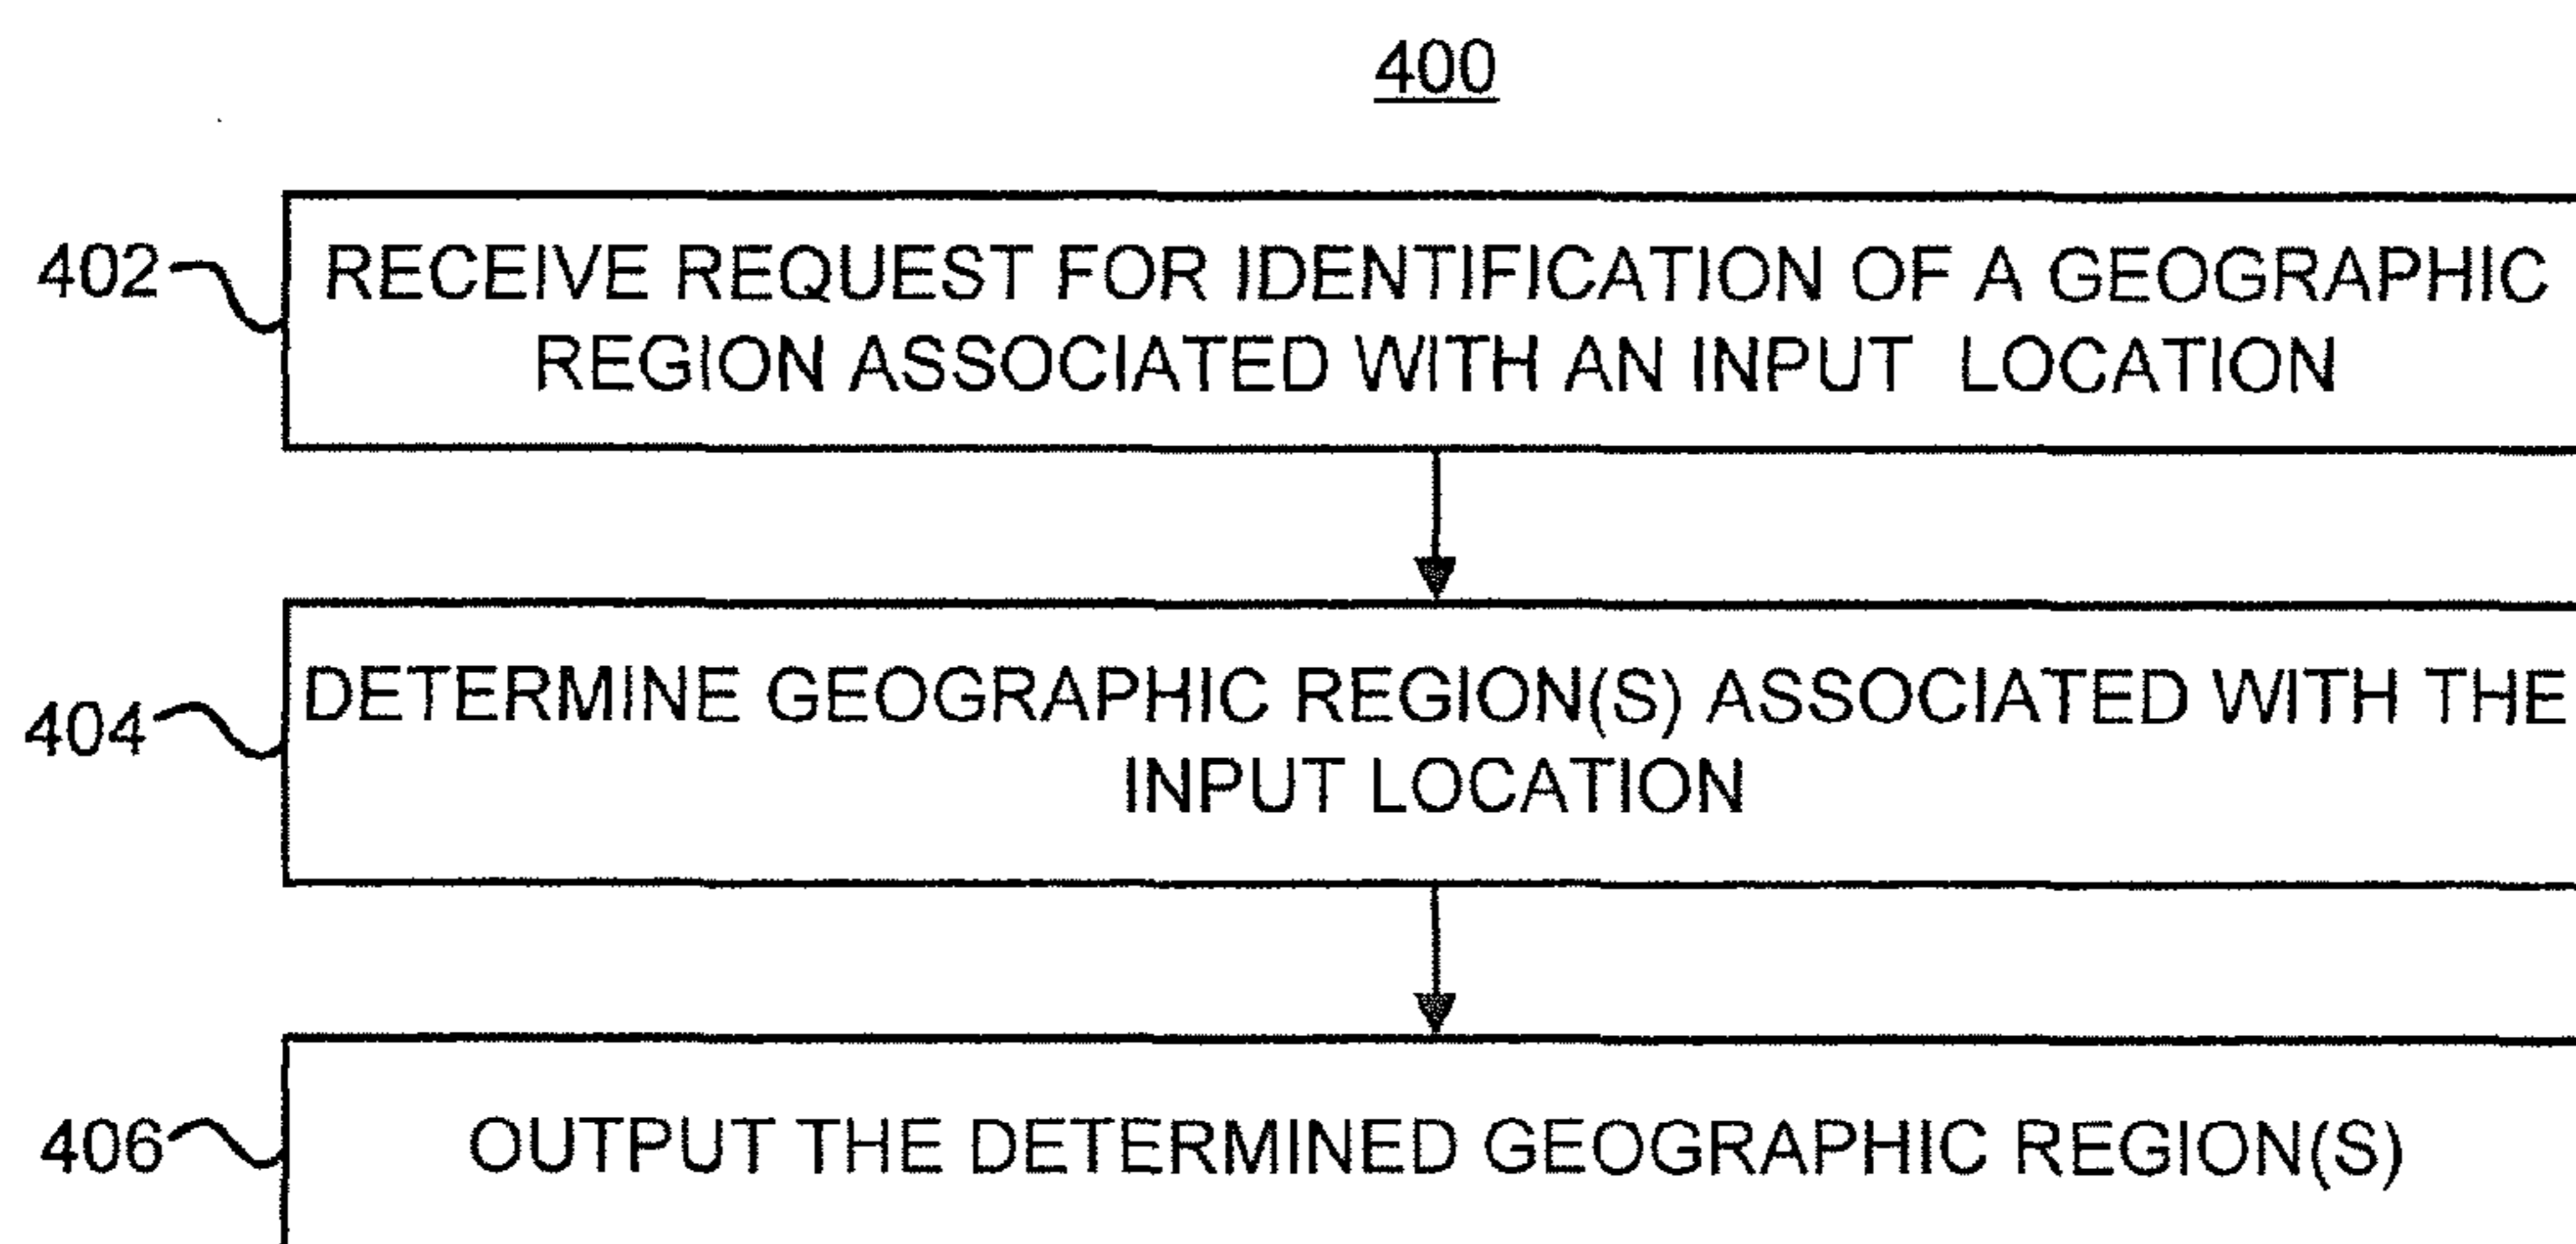 400
402
RECEIVE REQUEST FOR IDENTIFICATION OF A GEOGRAPHIC
REGION ASSOCIATED WITH AN INPUT LOCATION
404
DETERMINE GEOGRAPHIC REGION(S) ASSOCIATED WITH THE
INPUT LOCATION
406
OUTPUT THE DETERMINED GEOGRAPHIC REGION(S)